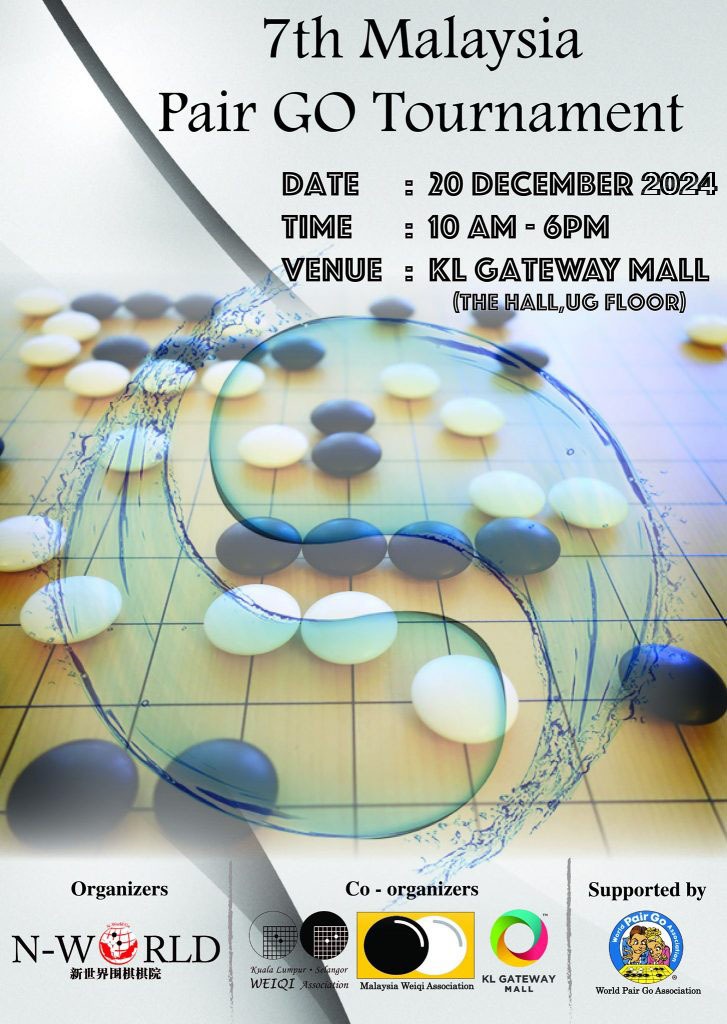 7th Malaysia
Pair GO Tournament
DATE : 20 DECEMBER 2024
TIME : 10 AM - 6PM
VENUE : KL GATEWAY MALL
(THE HALL,UG FLOOR)
Organizers
Co - organizers
Supported by
N-WORLD
新世界围棋棋院
Kuala Lumpur • Selangor
WEIQI Association
Malaysia Weiqi Association
KL GATEWAY
MALL
World Pair Go Association
World Pair Go Association